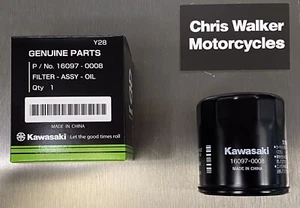 Y28
GENUINE PARTS
P / No. 16097 - 0008
FILTER - ASSY - OIL
Qty 1
MADE IN CHINA
Kawasaki Let the good times roll
Chris Walker
Motorcycles
Kawasaki
16097-0008
MADE IN CHINA